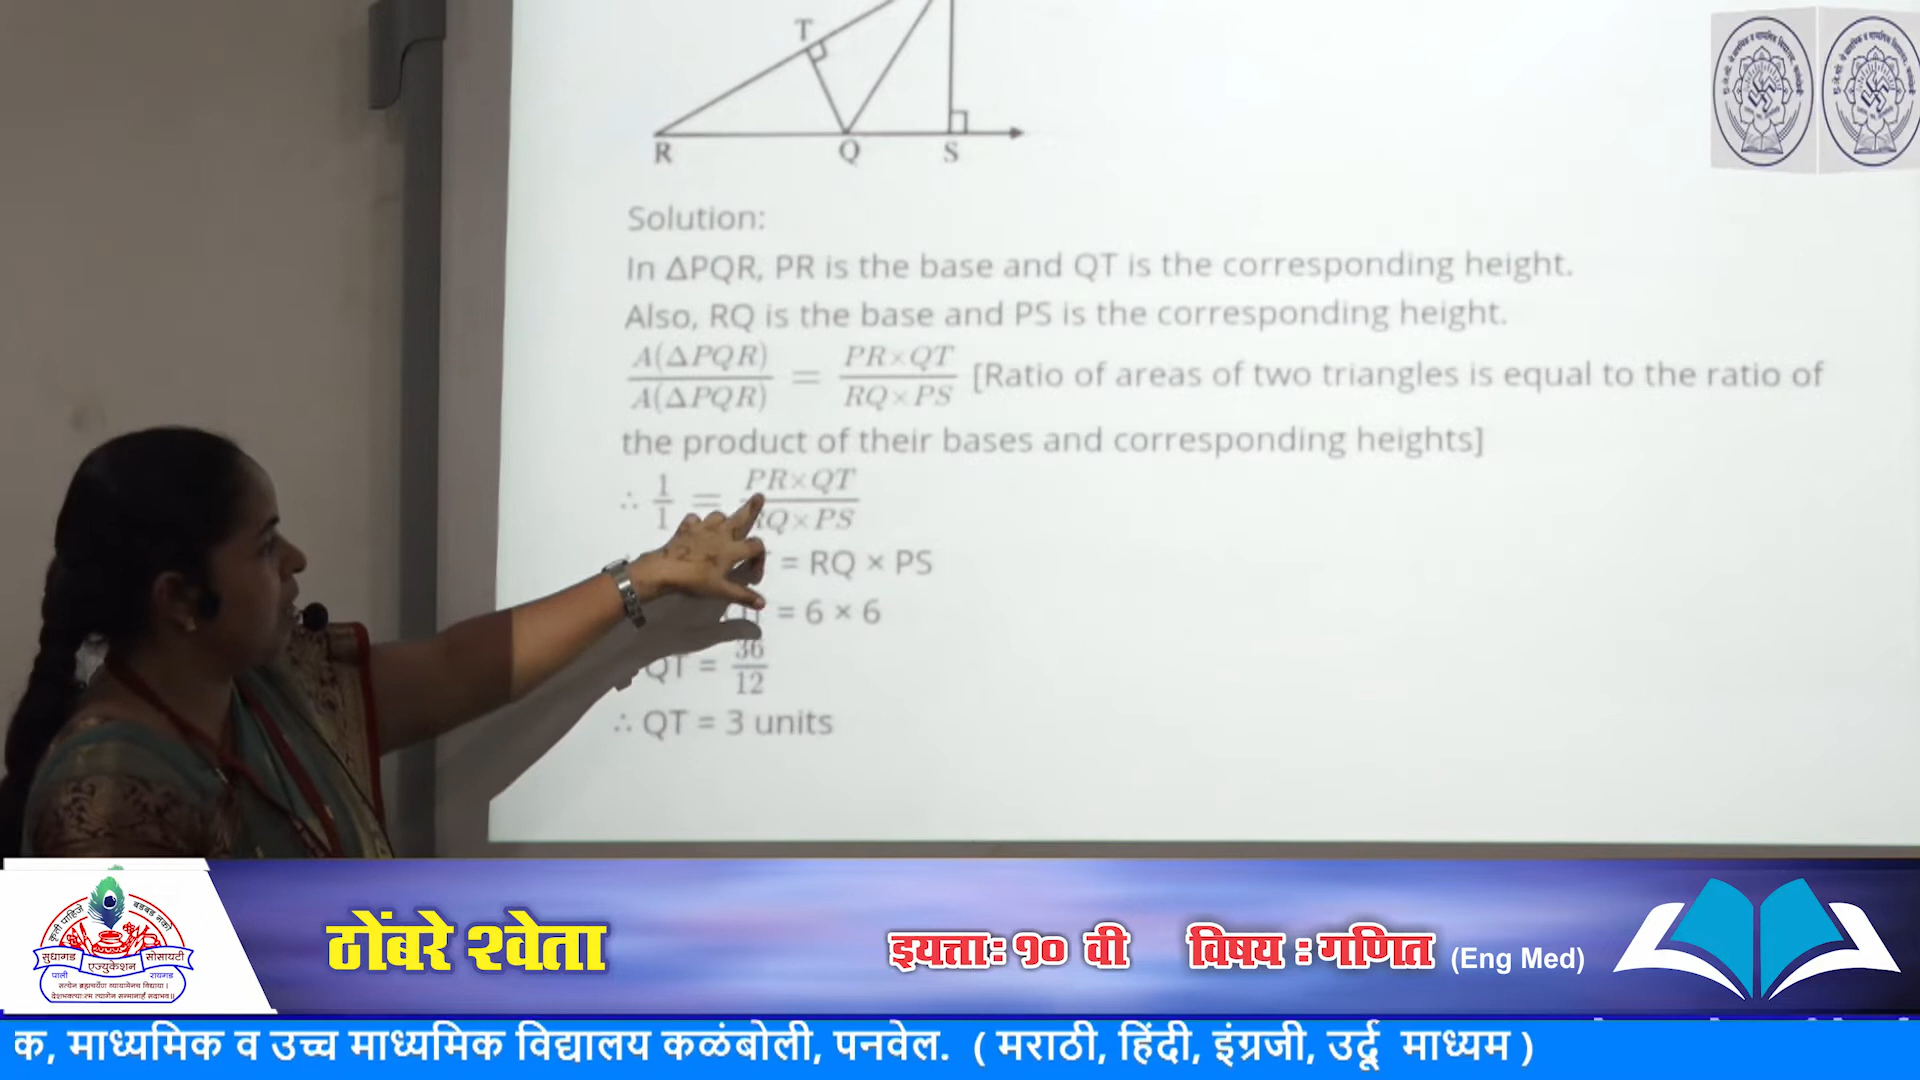 T
R Q S
Solution:
In ΔPQR, PR is the base and QT is the corresponding height.
Also, RQ is the base and PS is the corresponding height.
A(ΔPQR)/A(ΔPQR) = PR×QT/RQ×PS [Ratio of areas of two triangles is equal to the ratio of
the product of their bases and corresponding heights]
∴ 1/1 = PR×QT/RQ×PS
= RQ × PS
= 6 × 6
QT = 36/12
∴ QT = 3 units
कृती पाहिजे बडबड नको
सुधागड सोसायटी
एज्युकेशन
पाली रायगड
ठोंबरे श्वेता
इयत्ता: १० वी विषय : गणित (Eng Med)
क, माध्यमिक व उच्च माध्यमिक विद्यालय कळंबोली, पनवेल. ( मराठी, हिंदी, इंग्रजी, उर्दू माध्यम )